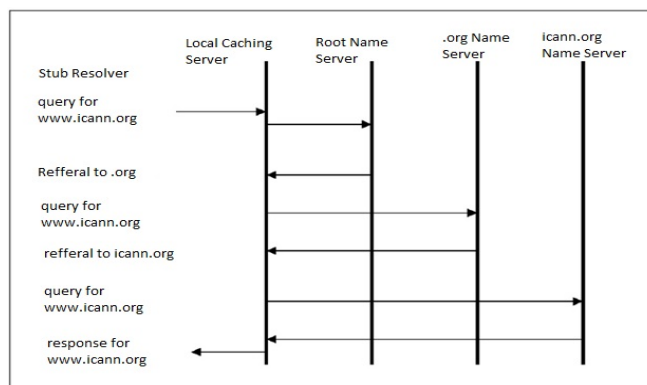 Local Caching
Server
Root Name
Server
.org Name
Server
icann.org
Name Server
Stub Resolver
query for
www.icann.org
Refferal to .org
query for
www.icann.org
refferal to icann.org
query for
www.icann.org
response for
www.icann.org